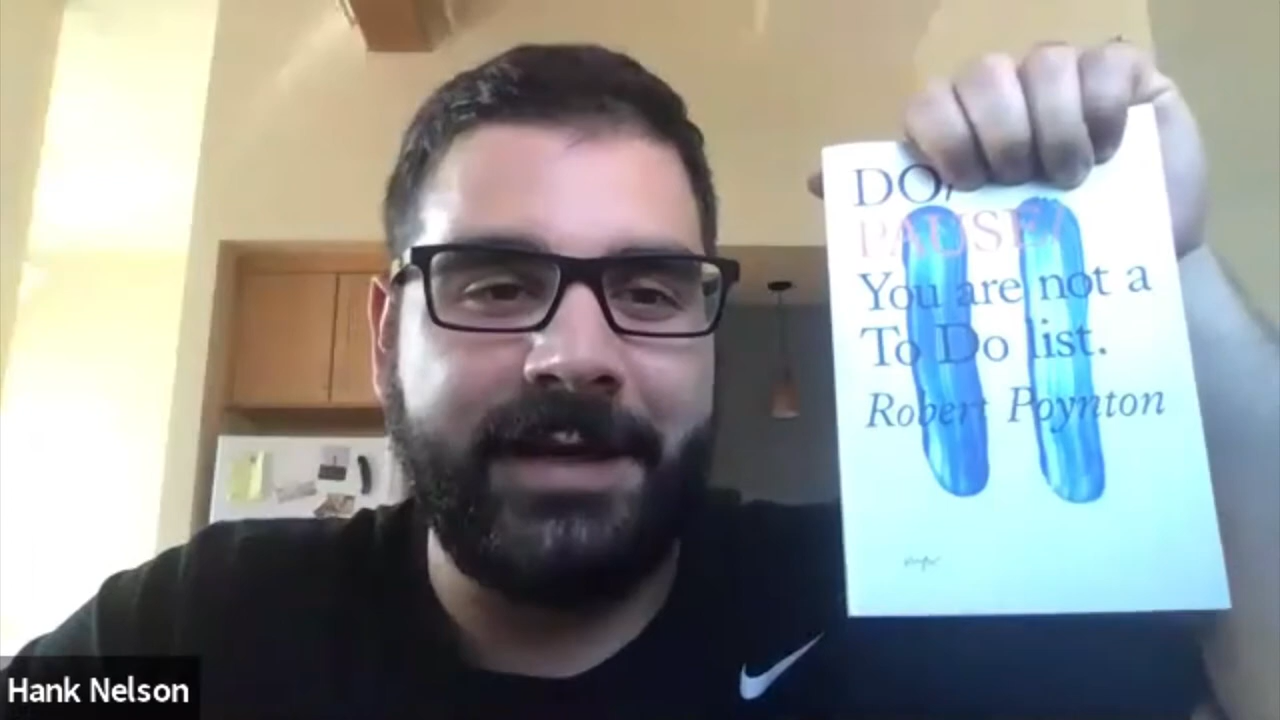 DO/
PAUSE/
You are not a
To Do list.
Robert Poynton
Hank Nelson